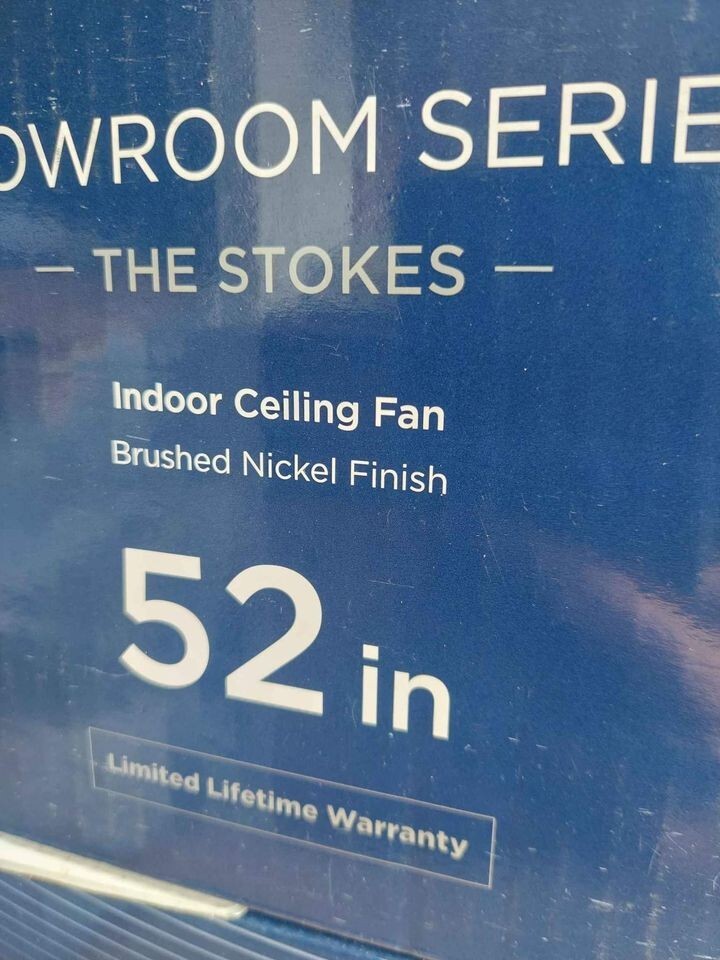 OWROOM SERIE
— THE STOKES —
Indoor Ceiling Fan
Brushed Nickel Finish
52 in
Limited Lifetime Warranty